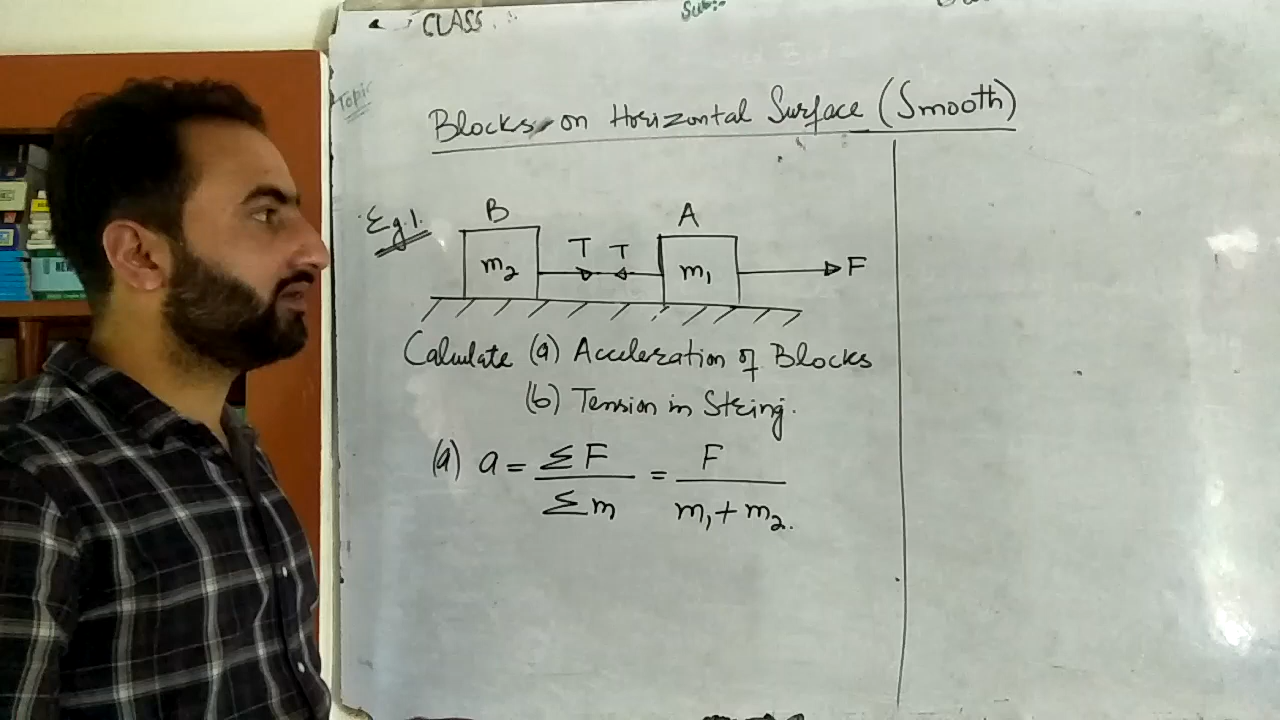 CLASS
Sub:-
Topic
Blocks on Horizontal Surface (Smooth)
Eg.1.
B A
m₂ T T m₁ F
Calculate (a) Acceleration of Blocks
(b) Tension in String.
(a) a = ΣF / Σm = F / m₁ + m₂.